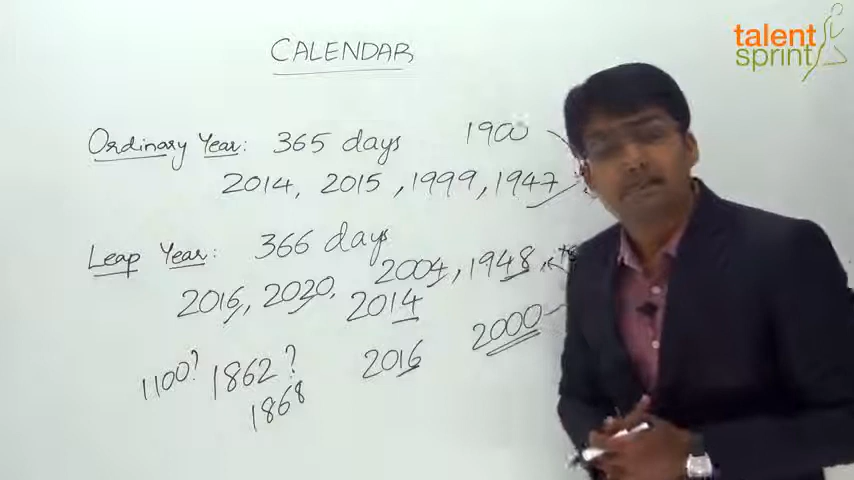 talent
sprint
CALENDAR
Ordinary Year: 365 days 1900
2014, 2015, 1999, 1947
Leap Year: 366 days
2004, 1948,
2016, 2020, 2014
2000
1100? 1862? 2016
1868